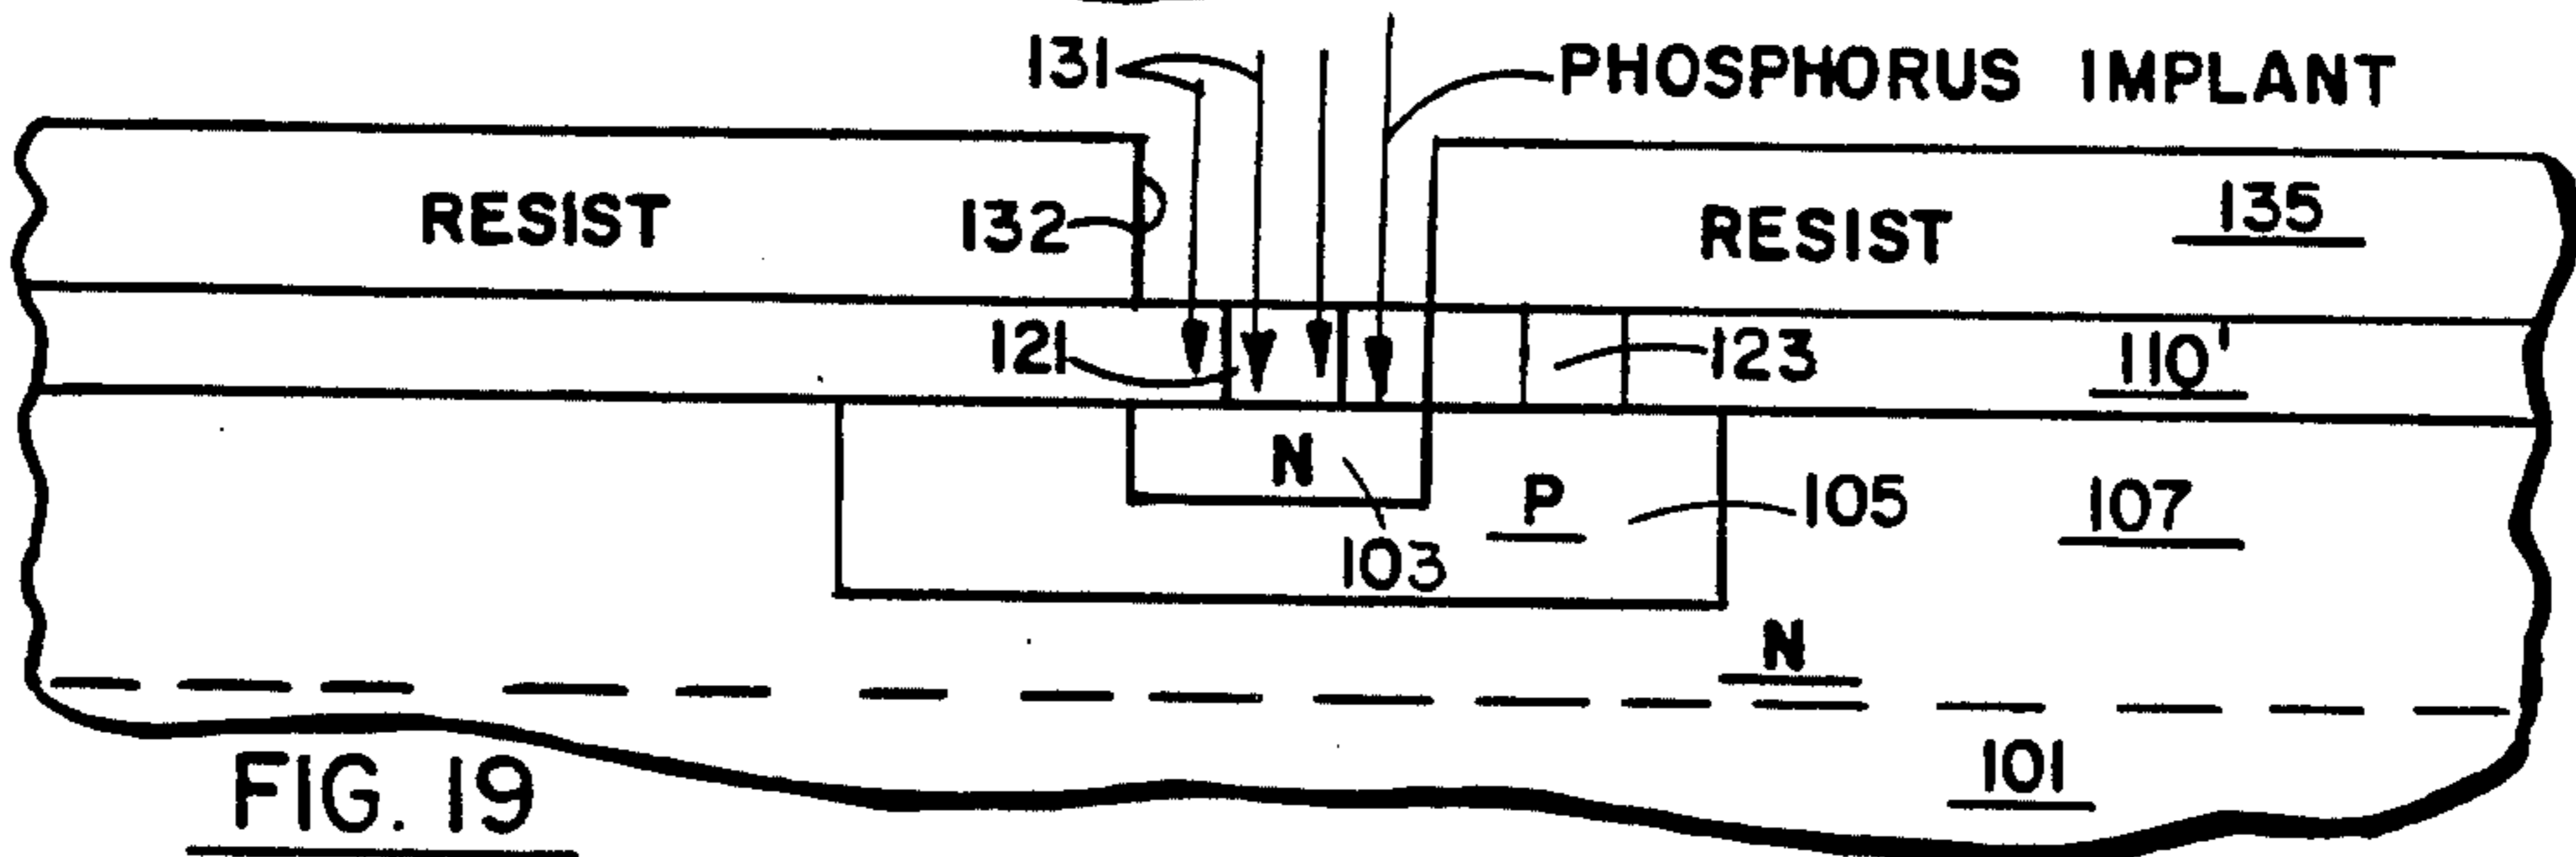 131
PHOSPHORUS IMPLANT
RESIST
132
RESIST
135
121
123
110'
N
P
105
107
103
N
101
FIG. 19